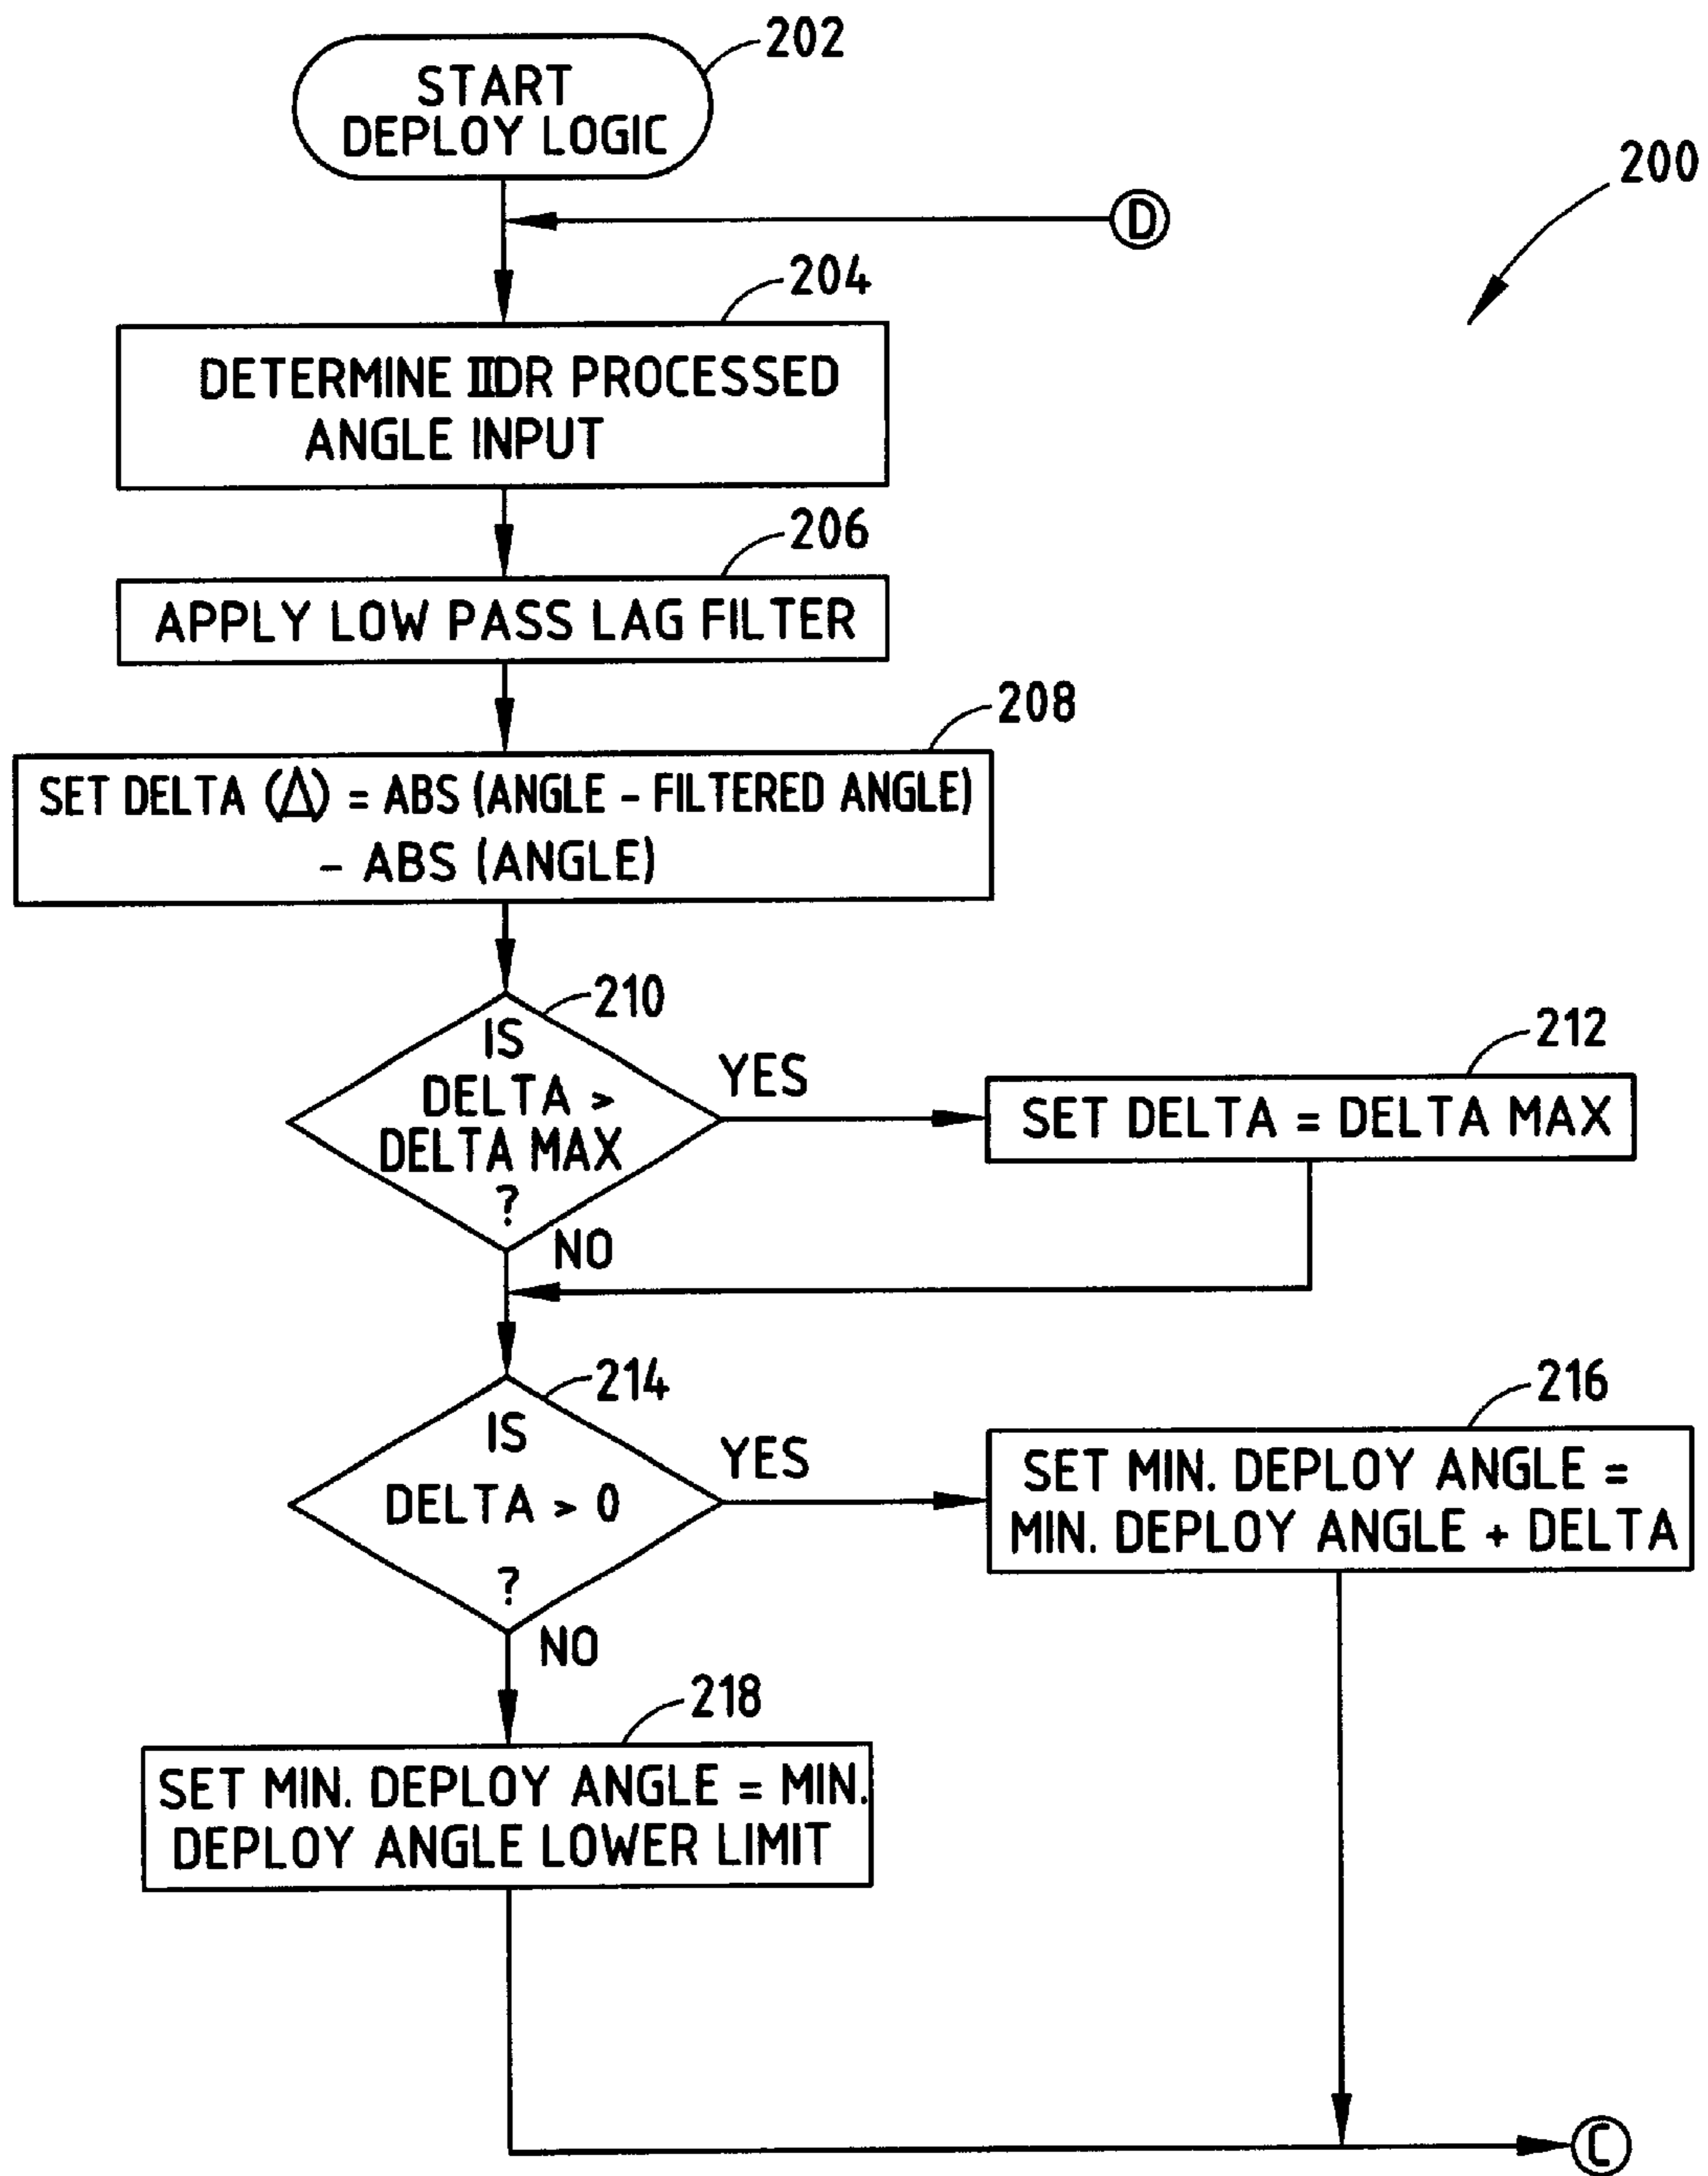 202
START
DEPLOY LOGIC
200
D
204
DETERMINE IIDR PROCESSED
ANGLE INPUT
206
APPLY LOW PASS LAG FILTER
208
SET DELTA (Δ) = ABS (ANGLE – FILTERED ANGLE)
– ABS (ANGLE)
210
IS
DELTA >
DELTA MAX
?
YES
NO
212
SET DELTA = DELTA MAX
214
IS
DELTA > 0
?
YES
NO
216
SET MIN. DEPLOY ANGLE =
MIN. DEPLOY ANGLE + DELTA
218
SET MIN. DEPLOY ANGLE = MIN.
DEPLOY ANGLE LOWER LIMIT
C